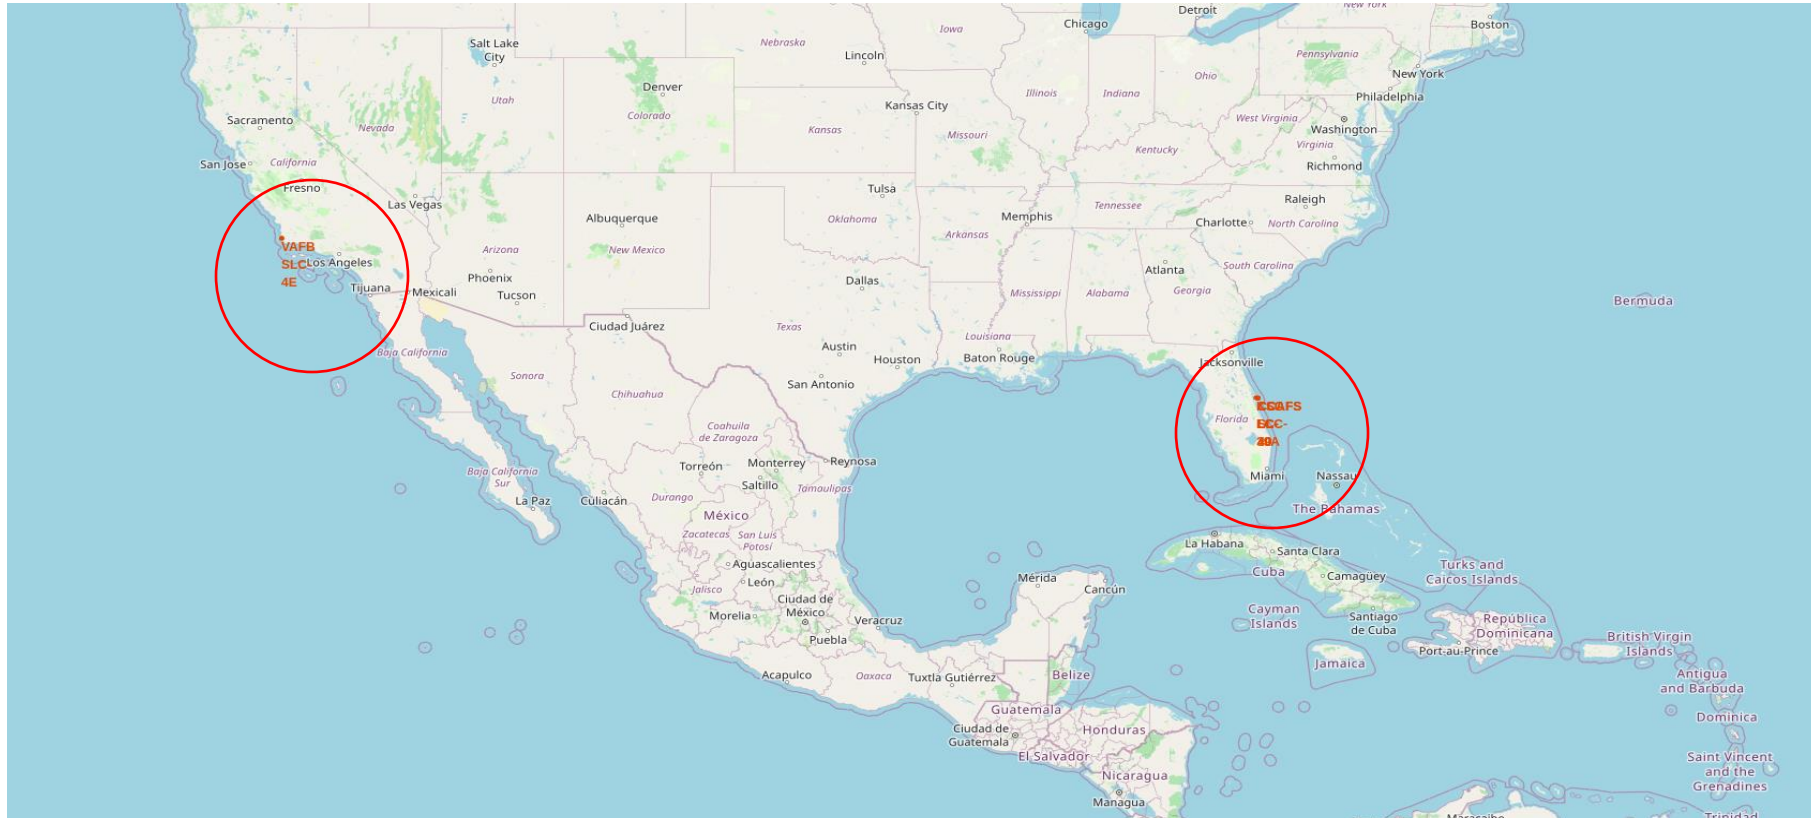 New York
Detroit
Chicago
Boston
Iowa
Salt Lake
City
Nebraska
Lincoln
Pennsylvania
New York
Ohio
Denver
Utah
Illinois
Indiana
Philadelphia
Kansas City
Colorado
Sacramento
Nevada
Kansas
Missouri
West Virginia
Washington
Virginia
Kentucky
San Jose
California
Richmond
Fresno
Tulsa
Las Vegas
Raleigh
Albuquerque
Memphis
Tennessee
Oklahoma
Charlotte
North Carolina
Arkansas
VAFB
SLC-
4E
Arizona
New Mexico
Los Angeles
Atlanta
South Carolina
Phoenix
Dallas
Tijuana
Mexicali
Tucson
Mississippi
Alabama
Georgia
Bermuda
Ciudad Juárez
Texas
Louisiana
Austin
Baja California
Houston
Baton Rouge
Jacksonville
Sonora
San Antonio
Chihuahua
Florida
Coahuila
de Zaragoza
Torreón
Monterrey
Reynosa
Baja California
Sur
Saltillo
Miami
Nassau
La Paz
Culiacán
Durango
Tamaulipas
México
The Bahamas
Zacatecas
San Luis
Potosí
La Habana
Santa Clara
Aguascalientes
Cuba
Camagüey
Turks and
Caicos Islands
León
Mérida
Jalisco
Cancún
Ciudad de
México
Cayman
Islands
Morelia
Veracruz
Santiago
de Cuba
República
Dominicana
Puebla
British Virgin
Islands
Port-au-Prince
Jamaica
Acapulco
Oaxaca
Tuxtla Gutiérrez
Belize
Antigua
and Barbuda
Guatemala
Dominica
Ciudad de
Guatemala
Honduras
El Salvador
Saint Vincent
and the
Grenadines
Nicaragua
Managua
Maracaibo
Trinidad